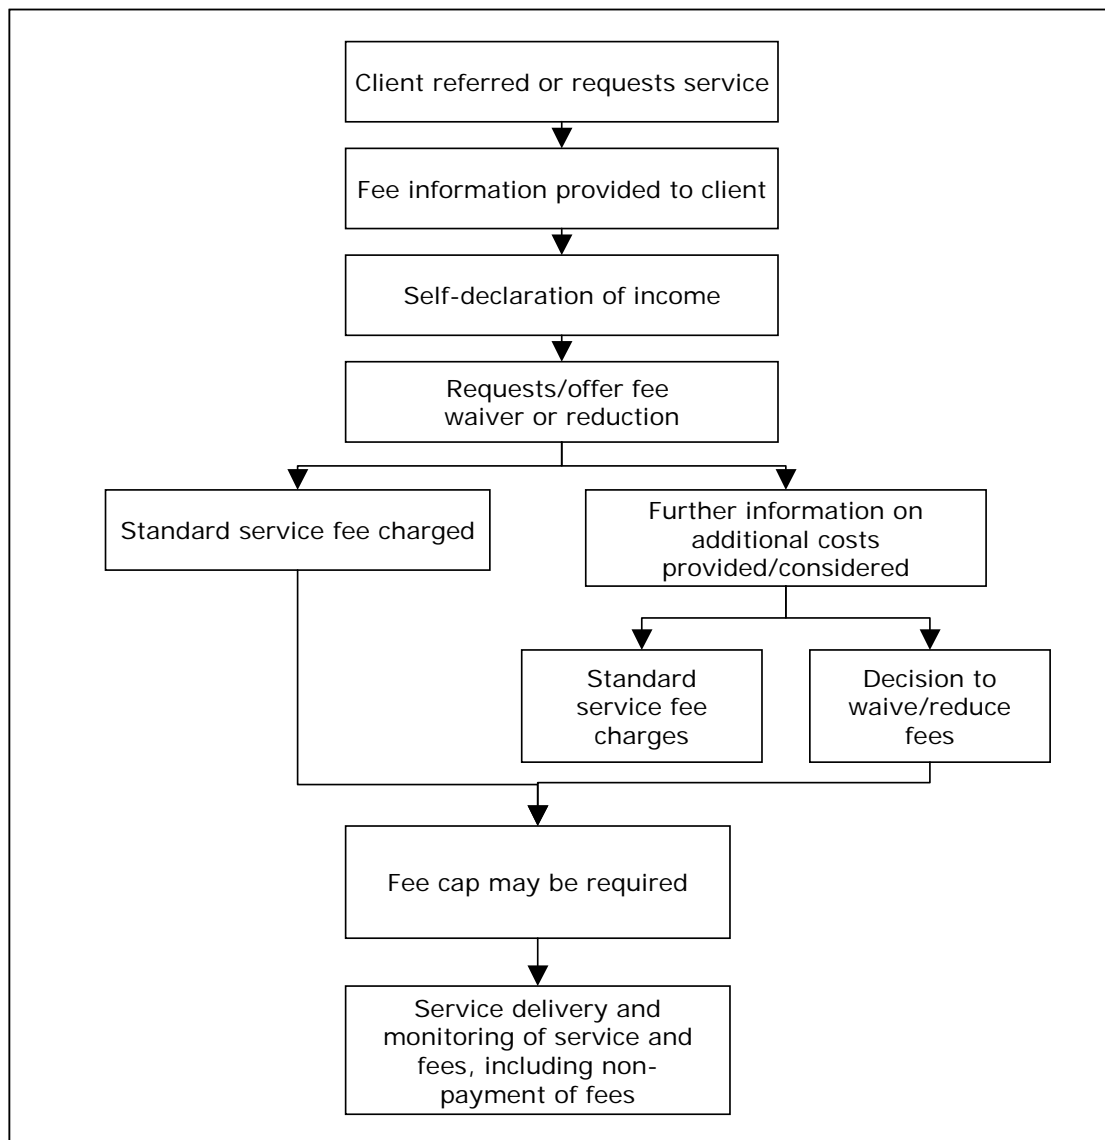 Client referred or requests service
Fee information provided to client
Self-declaration of income
Requests/offer fee
waiver or reduction
Standard service fee charged
Further information on
additional costs
provided/considered
Standard
service fee
charges
Decision to
waive/reduce
fees
Fee cap may be required
Service delivery and
monitoring of service and
fees, including non-
payment of fees